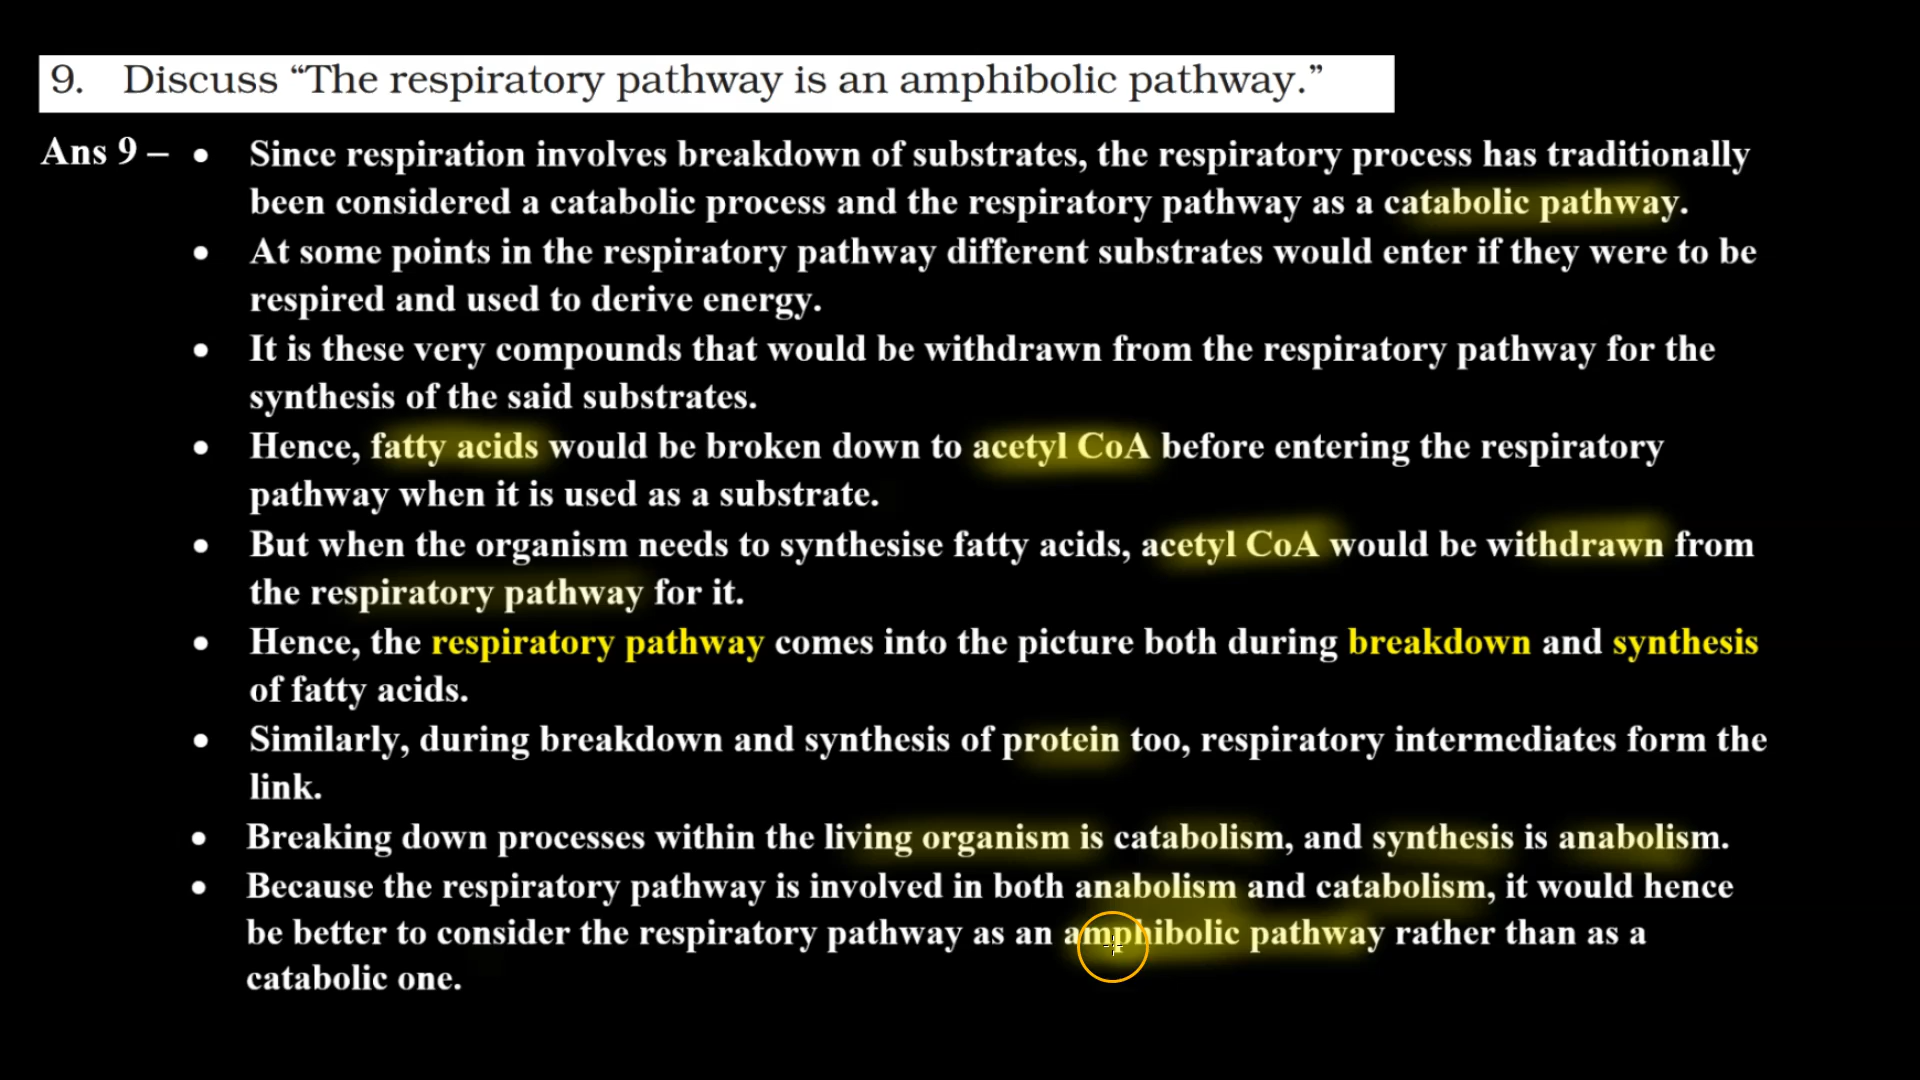 9. Discuss “The respiratory pathway is an amphibolic pathway.”
Ans 9 – • Since respiration involves breakdown of substrates, the respiratory process has traditionally
been considered a catabolic process and the respiratory pathway as a catabolic pathway.
• At some points in the respiratory pathway different substrates would enter if they were to be
respired and used to derive energy.
• It is these very compounds that would be withdrawn from the respiratory pathway for the
synthesis of the said substrates.
• Hence, fatty acids would be broken down to acetyl CoA before entering the respiratory
pathway when it is used as a substrate.
• But when the organism needs to synthesise fatty acids, acetyl CoA would be withdrawn from
the respiratory pathway for it.
• Hence, the respiratory pathway comes into the picture both during breakdown and synthesis
of fatty acids.
• Similarly, during breakdown and synthesis of protein too, respiratory intermediates form the
link.
• Breaking down processes within the living organism is catabolism, and synthesis is anabolism.
• Because the respiratory pathway is involved in both anabolism and catabolism, it would hence
be better to consider the respiratory pathway as an amphibolic pathway rather than as a
catabolic one.